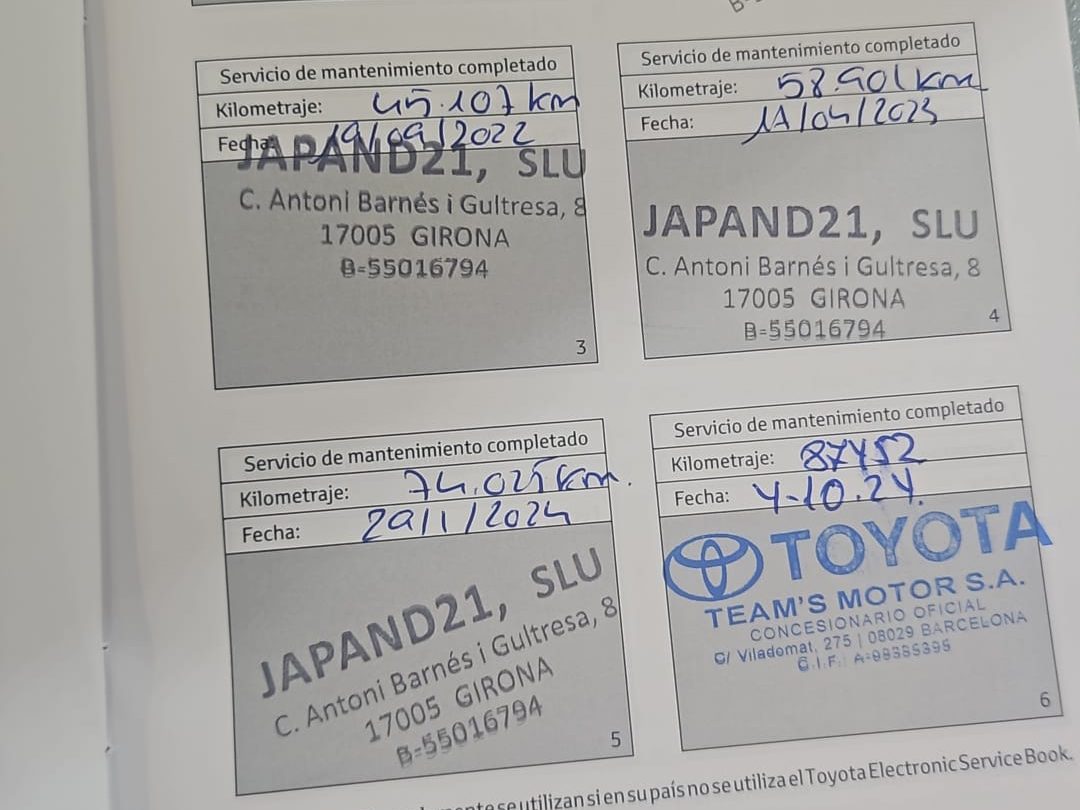 Servicio de mantenimiento completado
Kilometraje: 45.107 km
Fecha: 19/09/2022
JAPAND21, SLU
C. Antoni Barnés i Gultresa, 8
17005 GIRONA
B-55016794
3
Servicio de mantenimiento completado
Kilometraje: 58.901 km
Fecha: 11/04/2023
JAPAND21, SLU
C. Antoni Barnés i Gultresa, 8
17005 GIRONA
B-55016794
4
Servicio de mantenimiento completado
Kilometraje: 74.025 km.
Fecha: 29/1/2024
JAPAND21, SLU
C. Antoni Barnés i Gultresa, 8
17005 GIRONA
B-55016794
5
Servicio de mantenimiento completado
Kilometraje: 87452
Fecha: 4-10.24.
TOYOTA
TEAM'S MOTOR S.A.
CONCESIONARIO OFICIAL
C/ Viladomat, 275 | 08029 BARCELONA
C.I.F.:
6
se utilizan si en su país no se utiliza el Toyota Electronic Service Book.